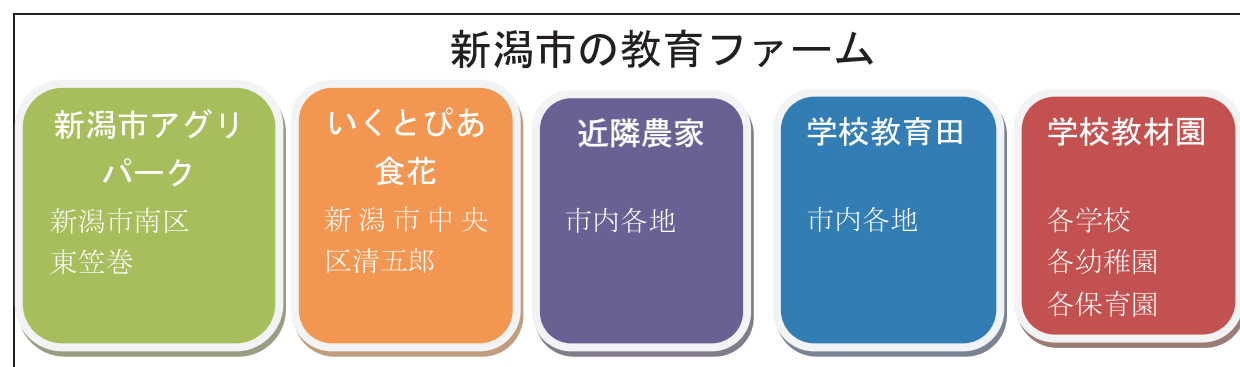 新潟市の教育ファーム
新潟市アグリ
パーク
新潟市南区
東笠巻
いくとぴあ
食花
新潟市中央
区清五郎
近隣農家
市内各地
学校教育田
市内各地
学校教材園
各学校
各幼稚園
各保育園